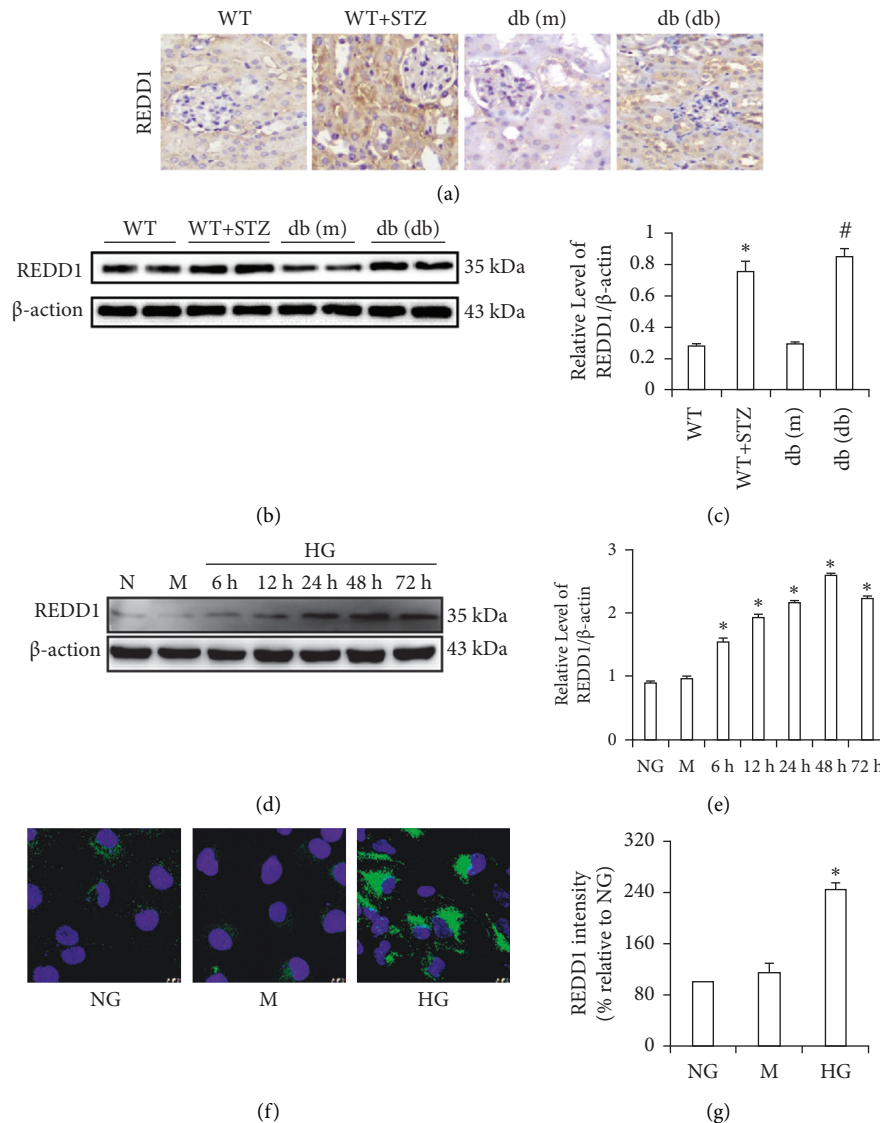 WT WT+STZ db (m) db (db)
REDD1
(a)
WT WT+STZ db (m) db (db)
REDD1 35 kDa
β-action 43 kDa
(b)
Relative Level of
REDD1/β-actin
1
0.8
0.6
0.4
0.2
0
* #
WT WT+STZ db (m) db (db)
(c)
HG
N M 6 h 12 h 24 h 48 h 72 h
REDD1 35 kDa
β-action 43 kDa
(d)
Relative Level of
REDD1/β-actin
3
2
1
0
* * * * *
NG M 6 h 12 h 24 h 48 h 72 h
(e)
NG M HG
(f)
REDD1 intensity
(% relative to NG)
320
240
160
80
0
*
NG M HG
(g)